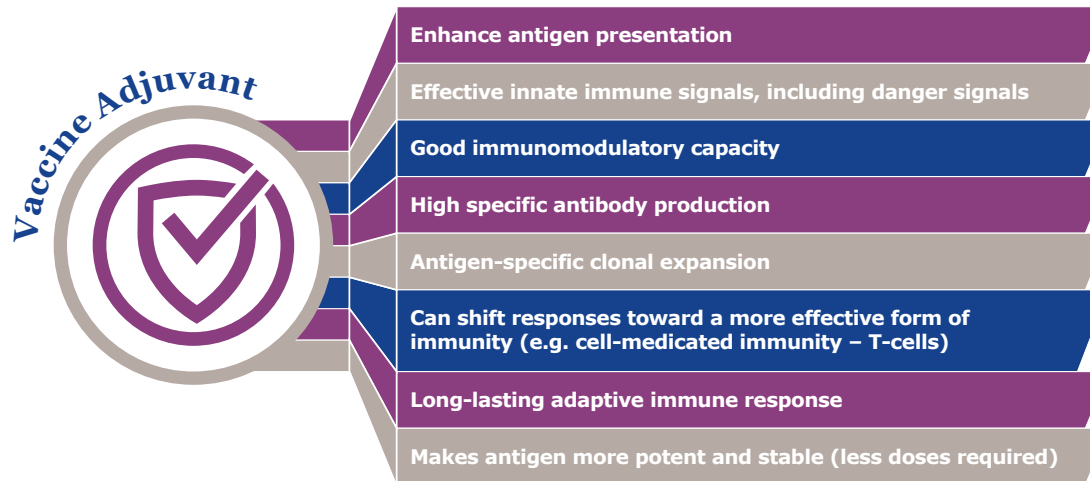 Vaccine Adjuvant
Enhance antigen presentation
Effective innate immune signals, including danger signals
Good immunomodulatory capacity
High specific antibody production
Antigen-specific clonal expansion
Can shift responses toward a more effective form of
immunity (e.g. cell-medicated immunity – T-cells)
Long-lasting adaptive immune response
Makes antigen more potent and stable (less doses required)